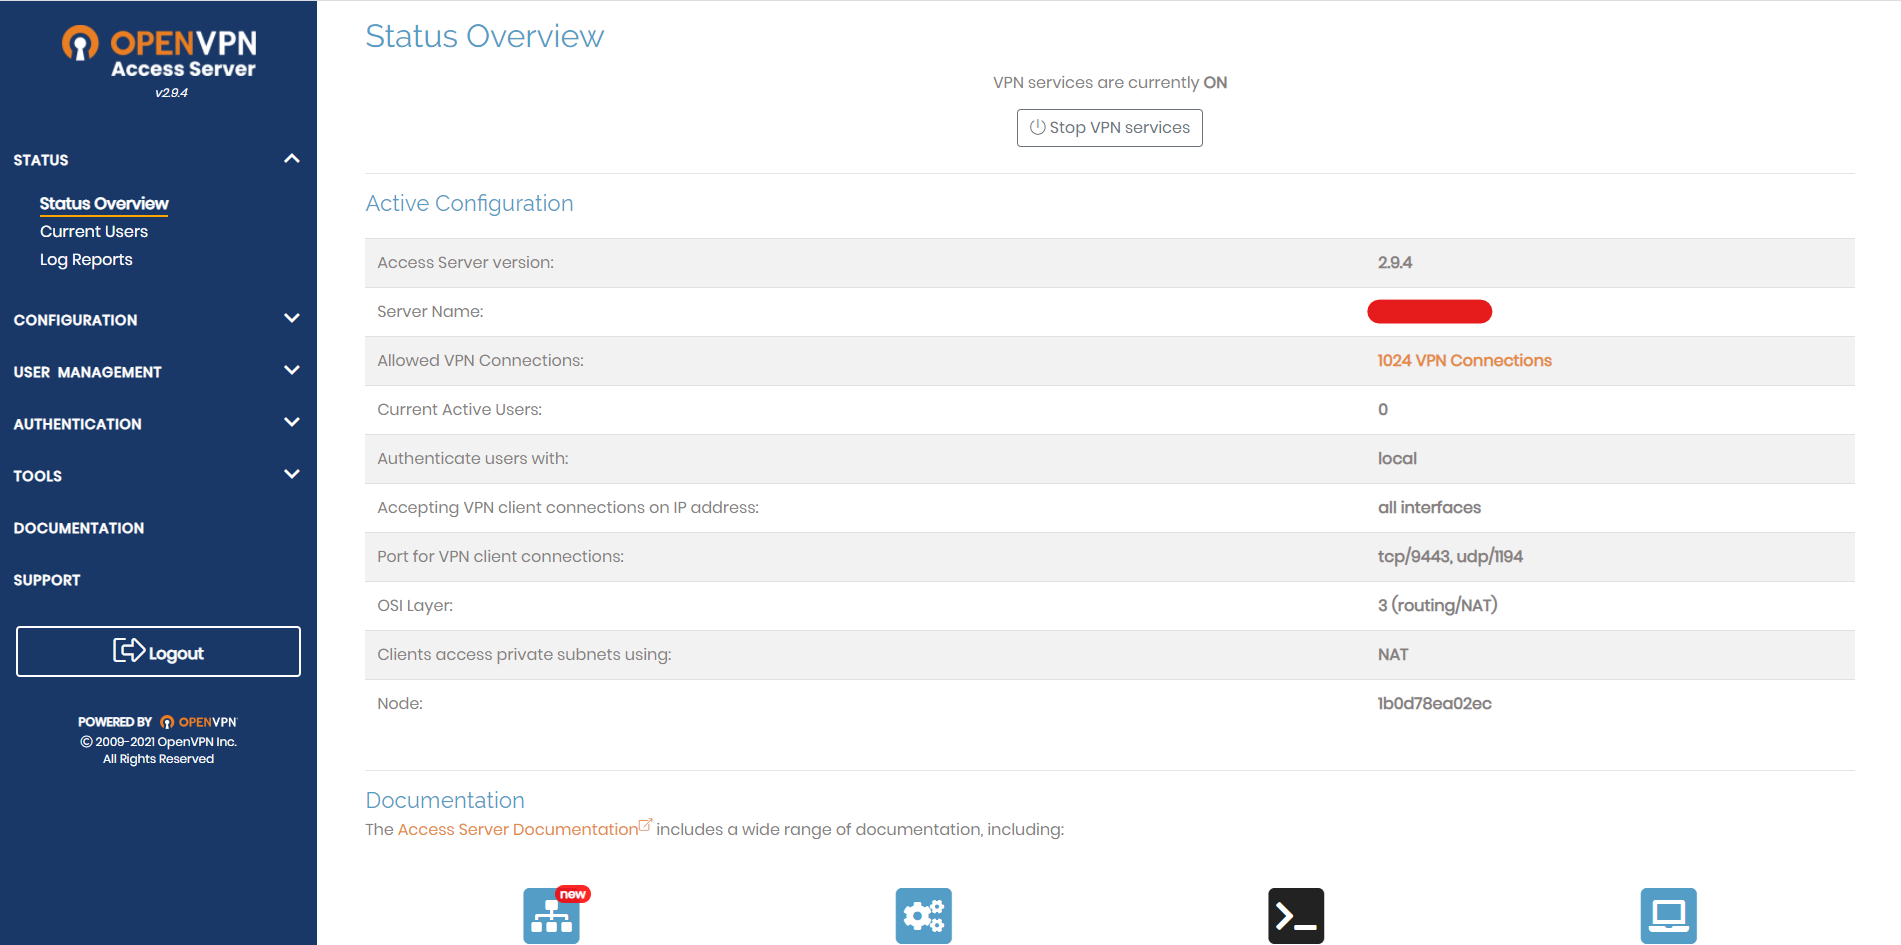 OPENVPN
Access Server
v2.9.4
STATUS
Status Overview
Current Users
Log Reports
CONFIGURATION
USER MANAGEMENT
AUTHENTICATION
TOOLS
DOCUMENTATION
SUPPORT
Logout
POWERED BY OPENVPN
© 2009-2021 OpenVPN Inc.
All Rights Reserved
Status Overview
VPN services are currently ON
Stop VPN services
Active Configuration
Access Server version: 2.9.4
Server Name:
Allowed VPN Connections: 1024 VPN Connections
Current Active Users: 0
Authenticate users with: local
Accepting VPN client connections on IP address: all interfaces
Port for VPN client connections: tcp/9443, udp/1194
OSI Layer: 3 (routing/NAT)
Clients access private subnets using: NAT
Node: 1b0d78ea02ec
Documentation
The Access Server Documentation includes a wide range of documentation, including:
new